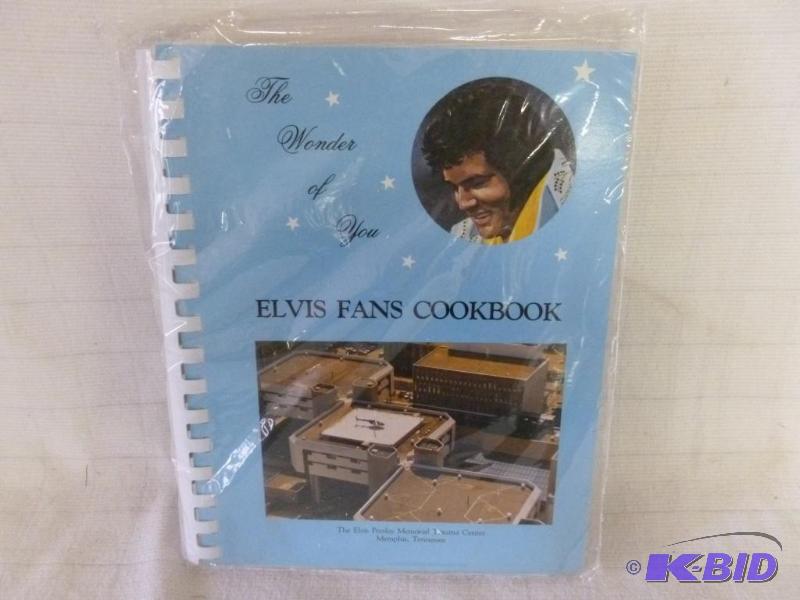 The
Wonder
of
You
ELVIS FANS COOKBOOK
The Elvis Presley Memorial Trauma Center
Memphis, Tennessee
© K-BID